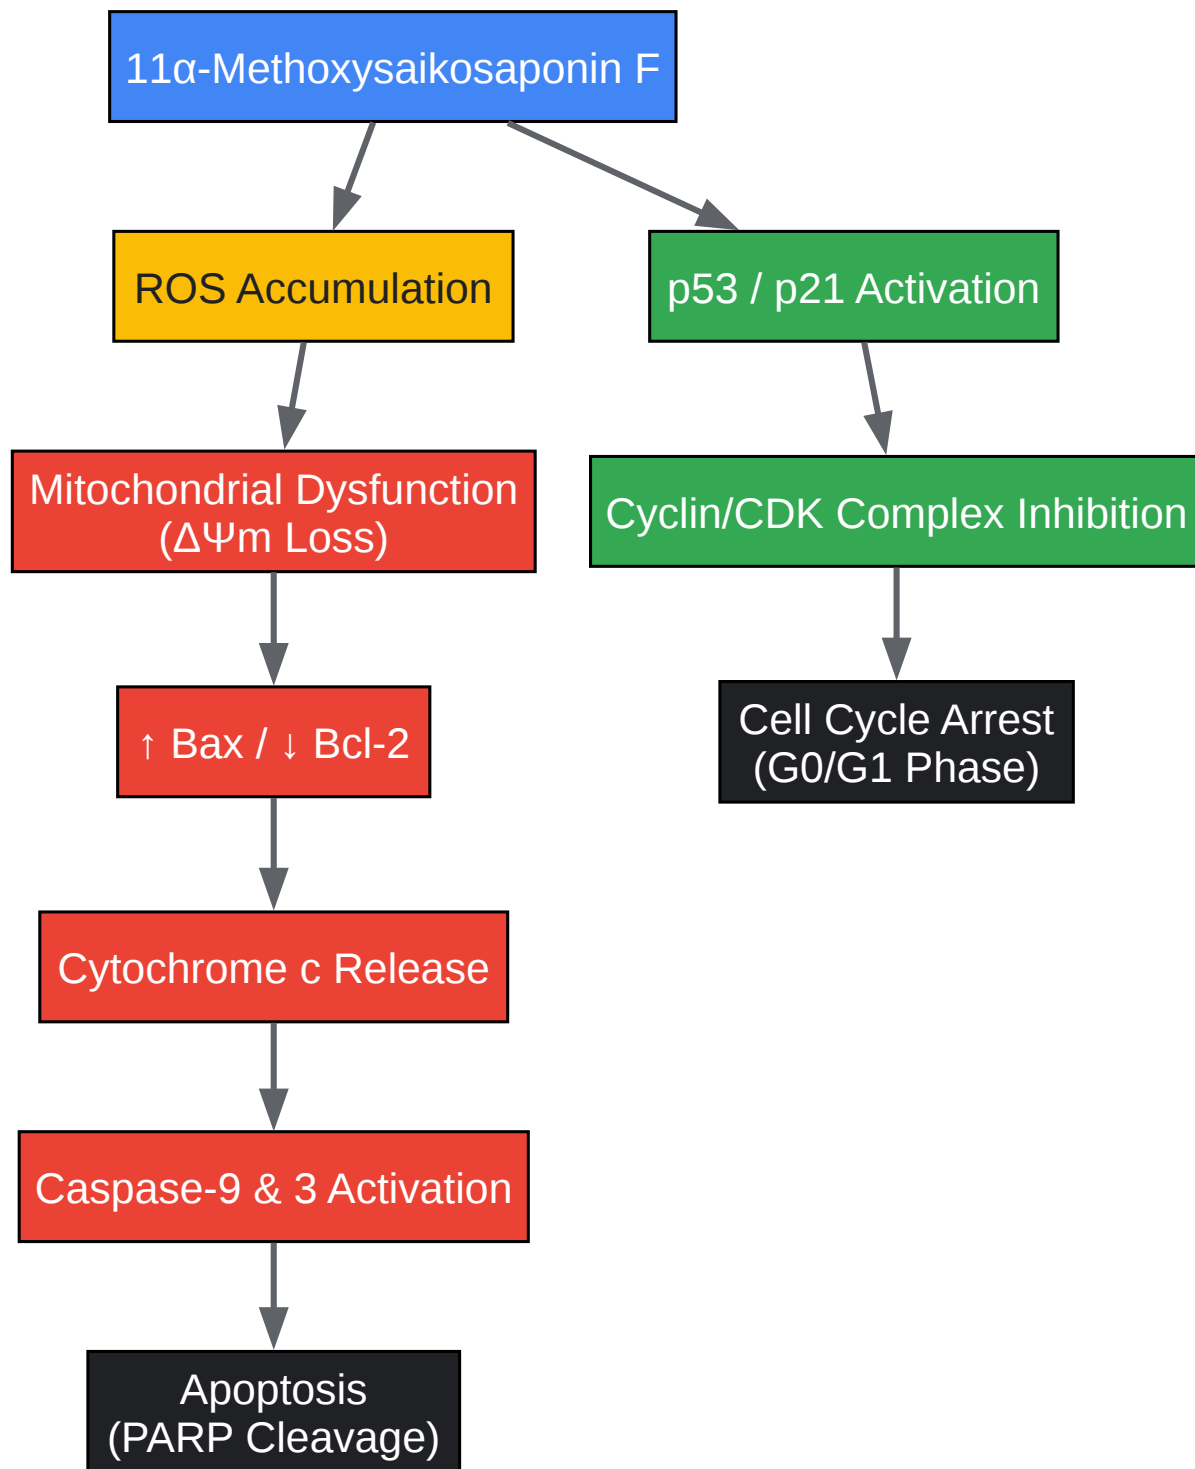 11α-Methoxysaikosaponin F
ROS Accumulation
p53 / p21 Activation
Mitochondrial Dysfunction
(ΔΨm Loss)
Cyclin/CDK Complex Inhibition
↑ Bax / ↓ Bcl-2
Cell Cycle Arrest
(G0/G1 Phase)
Cytochrome c Release
Caspase-9 & 3 Activation
Apoptosis
(PARP Cleavage)